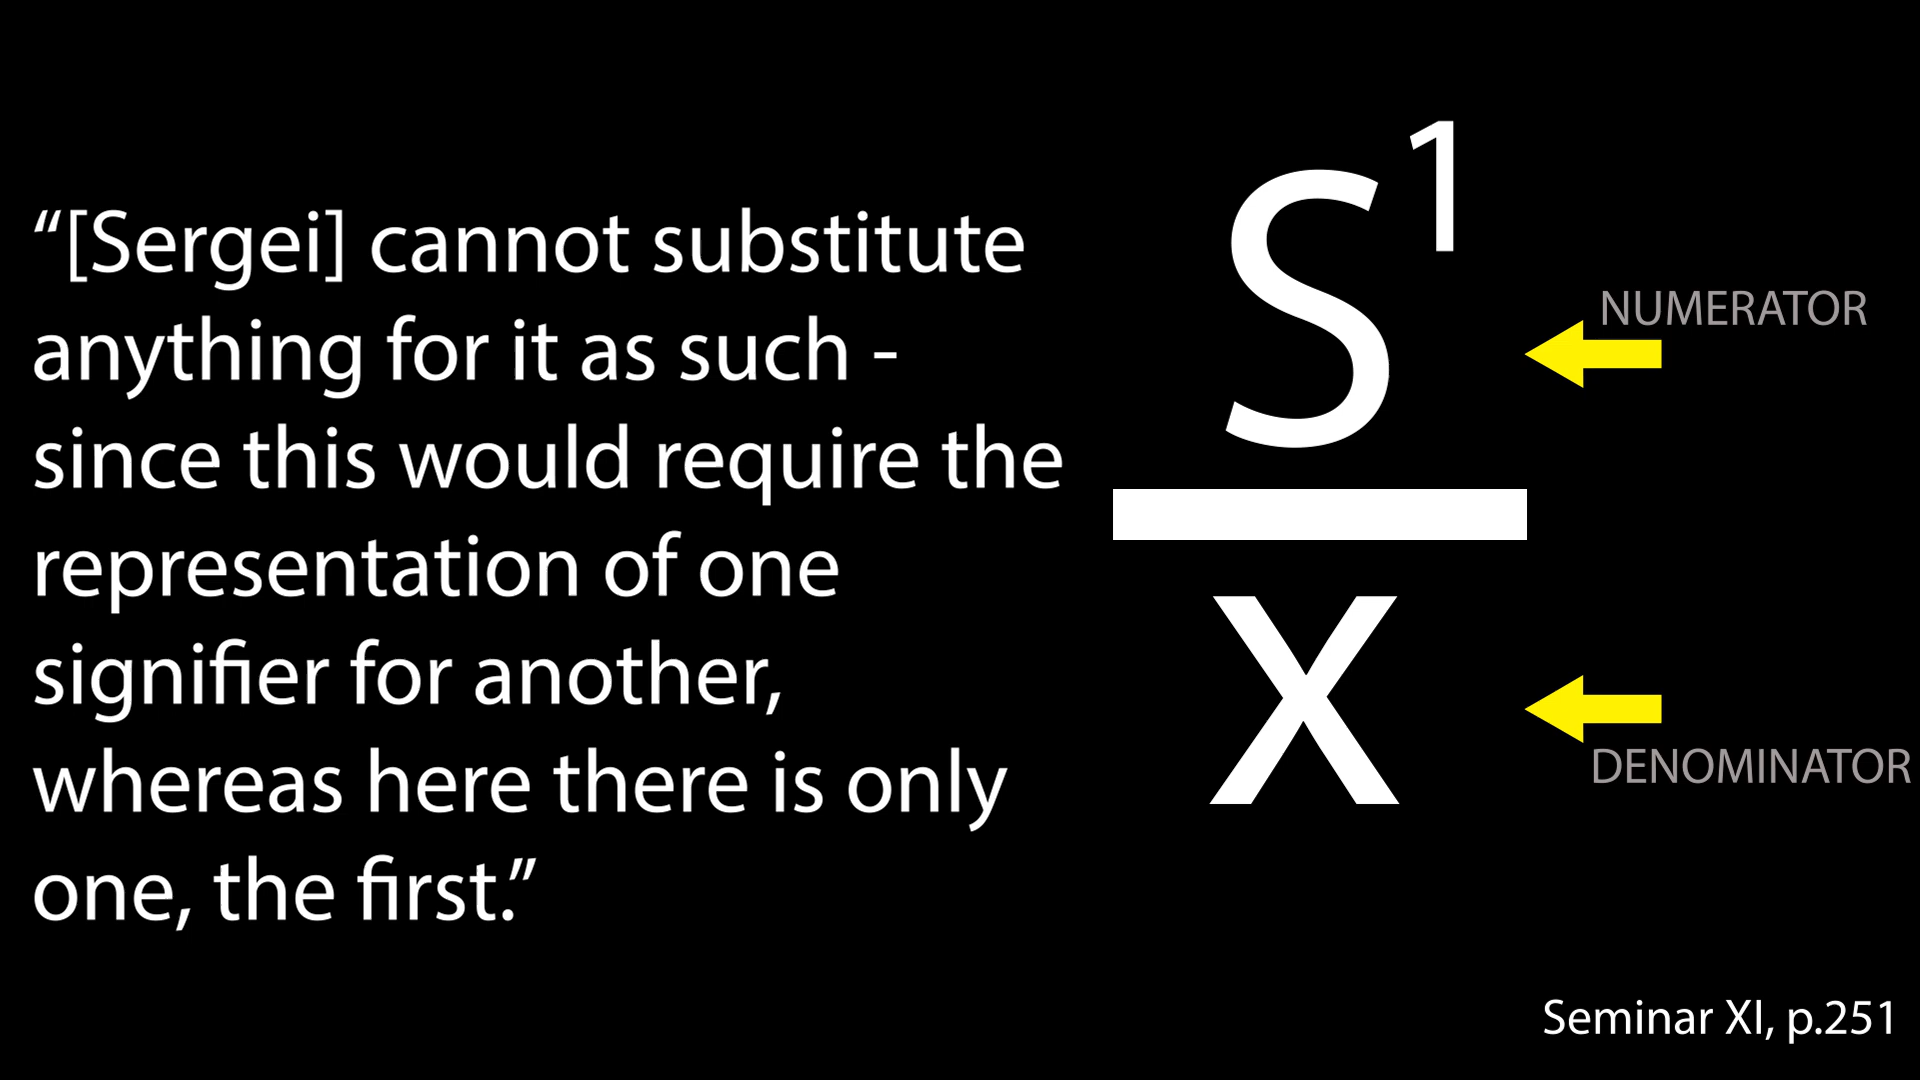 “[Sergei] cannot substitute
anything for it as such -
since this would require the
representation of one
signifier for another,
whereas here there is only
one, the first.”
S¹
NUMERATOR
X
DENOMINATOR
Seminar XI, p.251